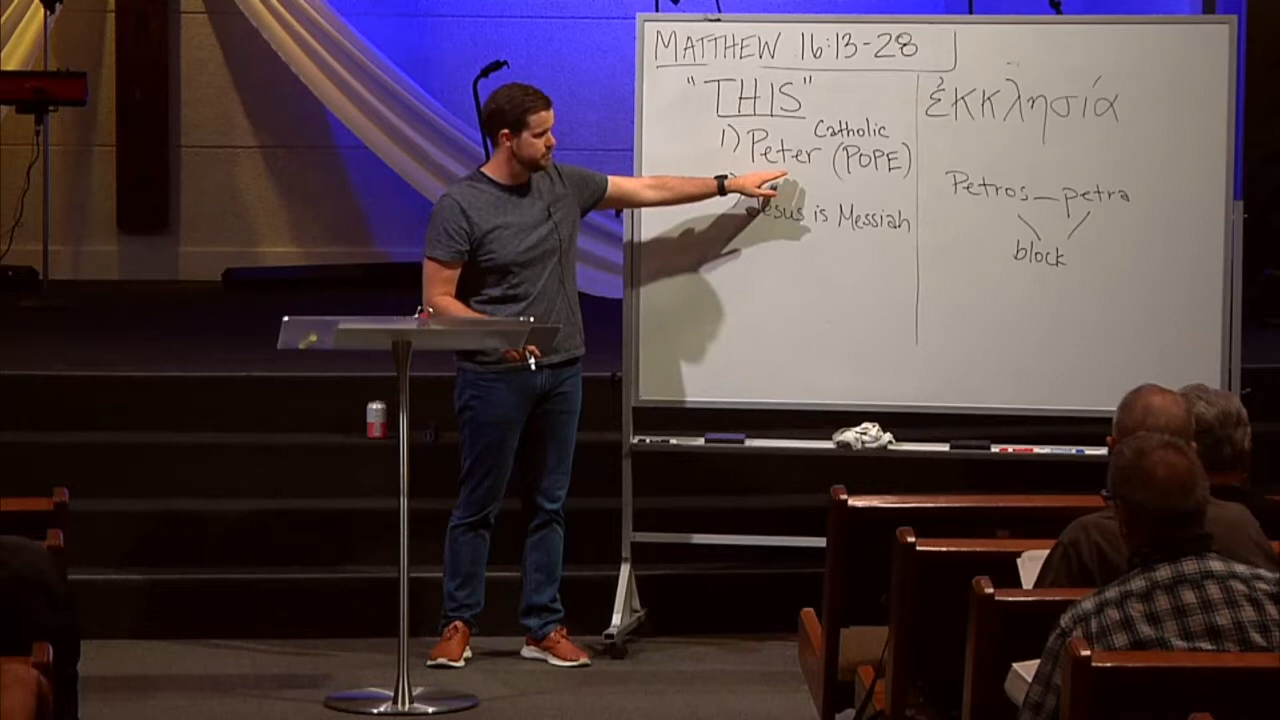 MATTHEW 16:13-28
"THIS"
1) Peter Catholic (POPE)
Jesus is Messiah
ἐκκλησία
Petros — petra
block